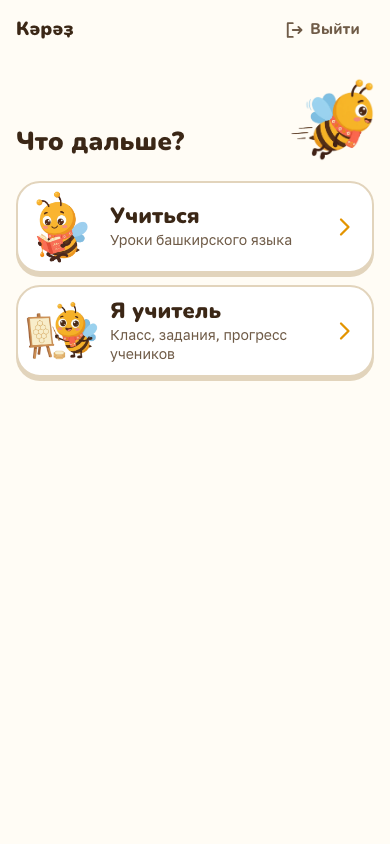 Кәрәҙ
Выйти
Что дальше?
Учиться
Уроки башкирского языка
Я учитель
Класс, задания, прогресс
учеников